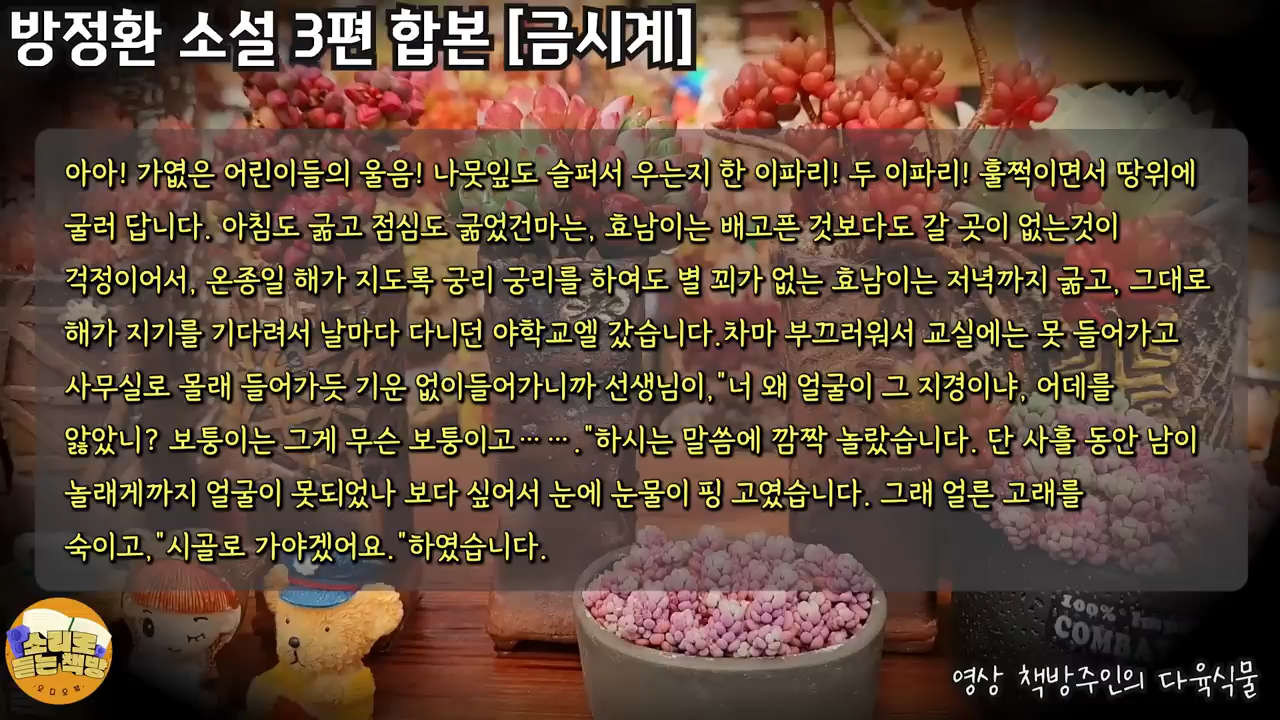 방정환 소설 3편 합본 [금시계]
아아! 가엾은 어린이들의 울음! 나뭇잎도 슬퍼서 우는지 한 이파리! 두 이파리! 훌쩍이면서 땅위에
굴러 답니다. 아침도 굶고 점심도 굶었건마는, 효남이는 배고픈 것보다도 갈 곳이 없는것이
걱정이어서, 온종일 해가 지도록 궁리 궁리를 하여도 별 꾀가 없는 효남이는 저녁까지 굶고, 그대로
해가 지기를 기다려서 날마다 다니던 야학교엘 갔습니다.차마 부끄러워서 교실에는 못 들어가고
사무실로 몰래 들어가듯 기운 없이들어가니까 선생님이,"너 왜 얼굴이 그 지경이냐, 어데를
앓았니? 보퉁이는 그게 무슨 보퉁이고… … ."하시는 말씀에 깜짝 놀랐습니다. 단 사흘 동안 남이
놀래게까지 얼굴이 못되었나 보다 싶어서 눈에 눈물이 핑 고였습니다. 그래 얼른 고래를
숙이고,"시골로 가야겠어요."하였습니다.
소리로
듣는 책방
·오디오북·
100%
COMBA
영상 책방주인의 다육식물